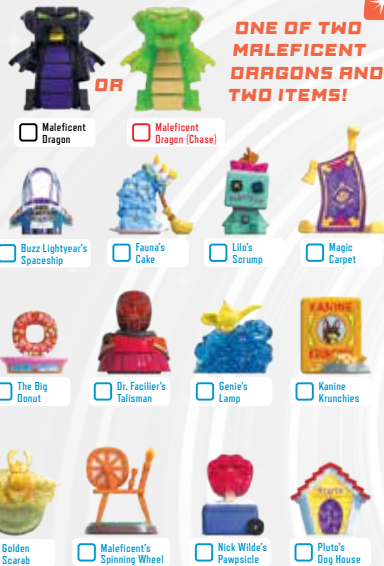 ONE OF TWO
MALEFICENT
DRAGONS AND
TWO ITEMS!
OR
Maleficent
Dragon
Maleficent
Dragon (Chase)
Buzz Lightyear's
Spaceship
Fauna's
Cake
Lilo's
Scrump
Magic
Carpet
The Big
Donut
Dr. Facilier's
Talisman
Genie's
Lamp
KANINE
Kanine
Krunchies
Golden
Scarab
Maleficent's
Spinning Wheel
Nick Wilde's
Pawpsicle
PLUTO
Pluto's
Dog House